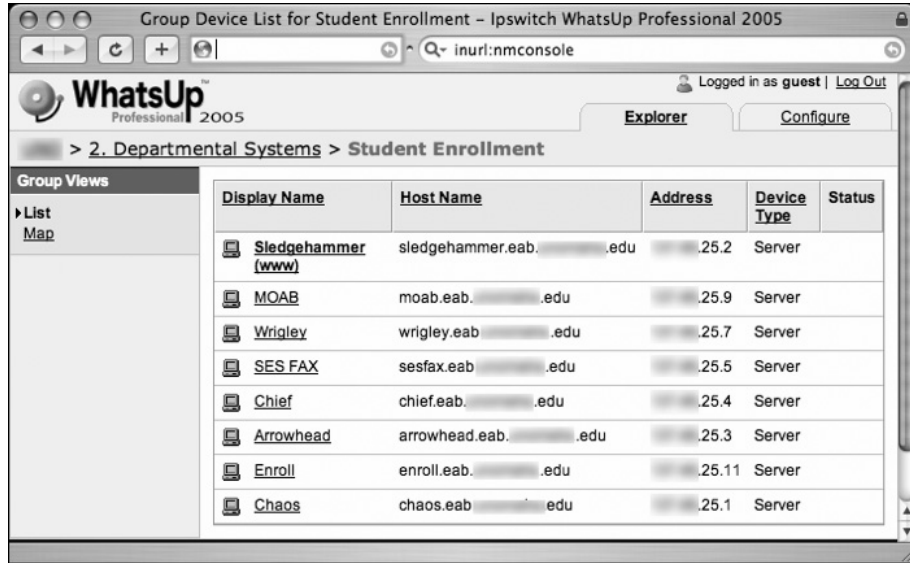 Group Device List for Student Enrollment – Ipswitch WhatsUp Professional 2005
inurl:nmconsole
WhatsUp™
Professional 2005
Logged in as guest | Log Out
Explorer
Configure
> 2. Departmental Systems > Student Enrollment
Group Views
List
Map
Display Name Host Name Address Device Type Status
Sledgehammer (www) sledgehammer.eab. .edu .25.2 Server
MOAB moab.eab. .edu .25.9 Server
Wrigley wrigley.eab .edu .25.7 Server
SES FAX sesfax.eab .edu .25.5 Server
Chief chief.eab. .edu .25.4 Server
Arrowhead arrowhead.eab. .edu .25.3 Server
Enroll enroll.eab. .edu .25.11 Server
Chaos chaos.eab edu .25.1 Server